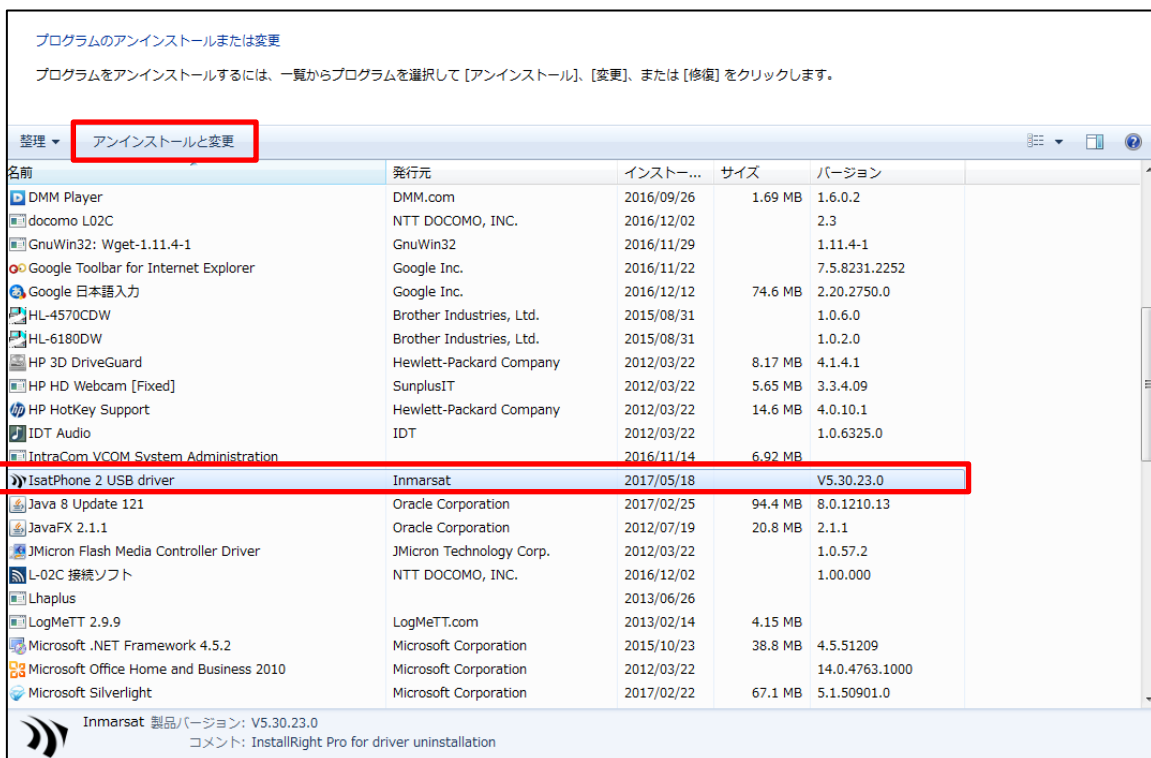 プログラムのアンインストールまたは変更
プログラムをアンインストールするには、一覧からプログラムを選択して [アンインストール]、[変更]、または [修復] をクリックします。
整理 アンインストールと変更
名前 発行元 インストー... サイズ バージョン
DMM Player DMM.com 2016/09/26 1.69 MB 1.6.0.2
docomo L02C NTT DOCOMO, INC. 2016/12/02 2.3
GnuWin32: Wget-1.11.4-1 GnuWin32 2016/11/29 1.11.4-1
Google Toolbar for Internet Explorer Google Inc. 2016/11/22 7.5.8231.2252
Google 日本語入力 Google Inc. 2016/12/12 74.6 MB 2.20.2750.0
HL-4570CDW Brother Industries, Ltd. 2015/08/31 1.0.6.0
HL-6180DW Brother Industries, Ltd. 2015/08/31 1.0.2.0
HP 3D DriveGuard Hewlett-Packard Company 2012/03/22 8.17 MB 4.1.4.1
HP HD Webcam [Fixed] SunplusIT 2012/03/22 5.65 MB 3.3.4.09
HP HotKey Support Hewlett-Packard Company 2012/03/22 14.6 MB 4.0.10.1
IDT Audio IDT 2012/03/22 1.0.6325.0
IntraCom VCOM System Administration 2016/11/14 6.92 MB
IsatPhone 2 USB driver Inmarsat 2017/05/18 V5.30.23.0
Java 8 Update 121 Oracle Corporation 2017/02/25 94.4 MB 8.0.1210.13
JavaFX 2.1.1 Oracle Corporation 2012/07/19 20.8 MB 2.1.1
JMicron Flash Media Controller Driver JMicron Technology Corp. 2012/03/22 1.0.57.2
L-02C 接続ソフト NTT DOCOMO, INC. 2016/12/02 1.00.000
Lhaplus 2013/06/26
LogMeTT 2.9.9 LogMeTT.com 2013/02/14 4.15 MB
Microsoft .NET Framework 4.5.2 Microsoft Corporation 2015/10/23 38.8 MB 4.5.51209
Microsoft Office Home and Business 2010 Microsoft Corporation 2012/03/22 14.0.4763.1000
Microsoft Silverlight Microsoft Corporation 2017/02/22 67.1 MB 5.1.50901.0
Inmarsat 製品バージョン: V5.30.23.0
コメント: InstallRight Pro for driver uninstallation